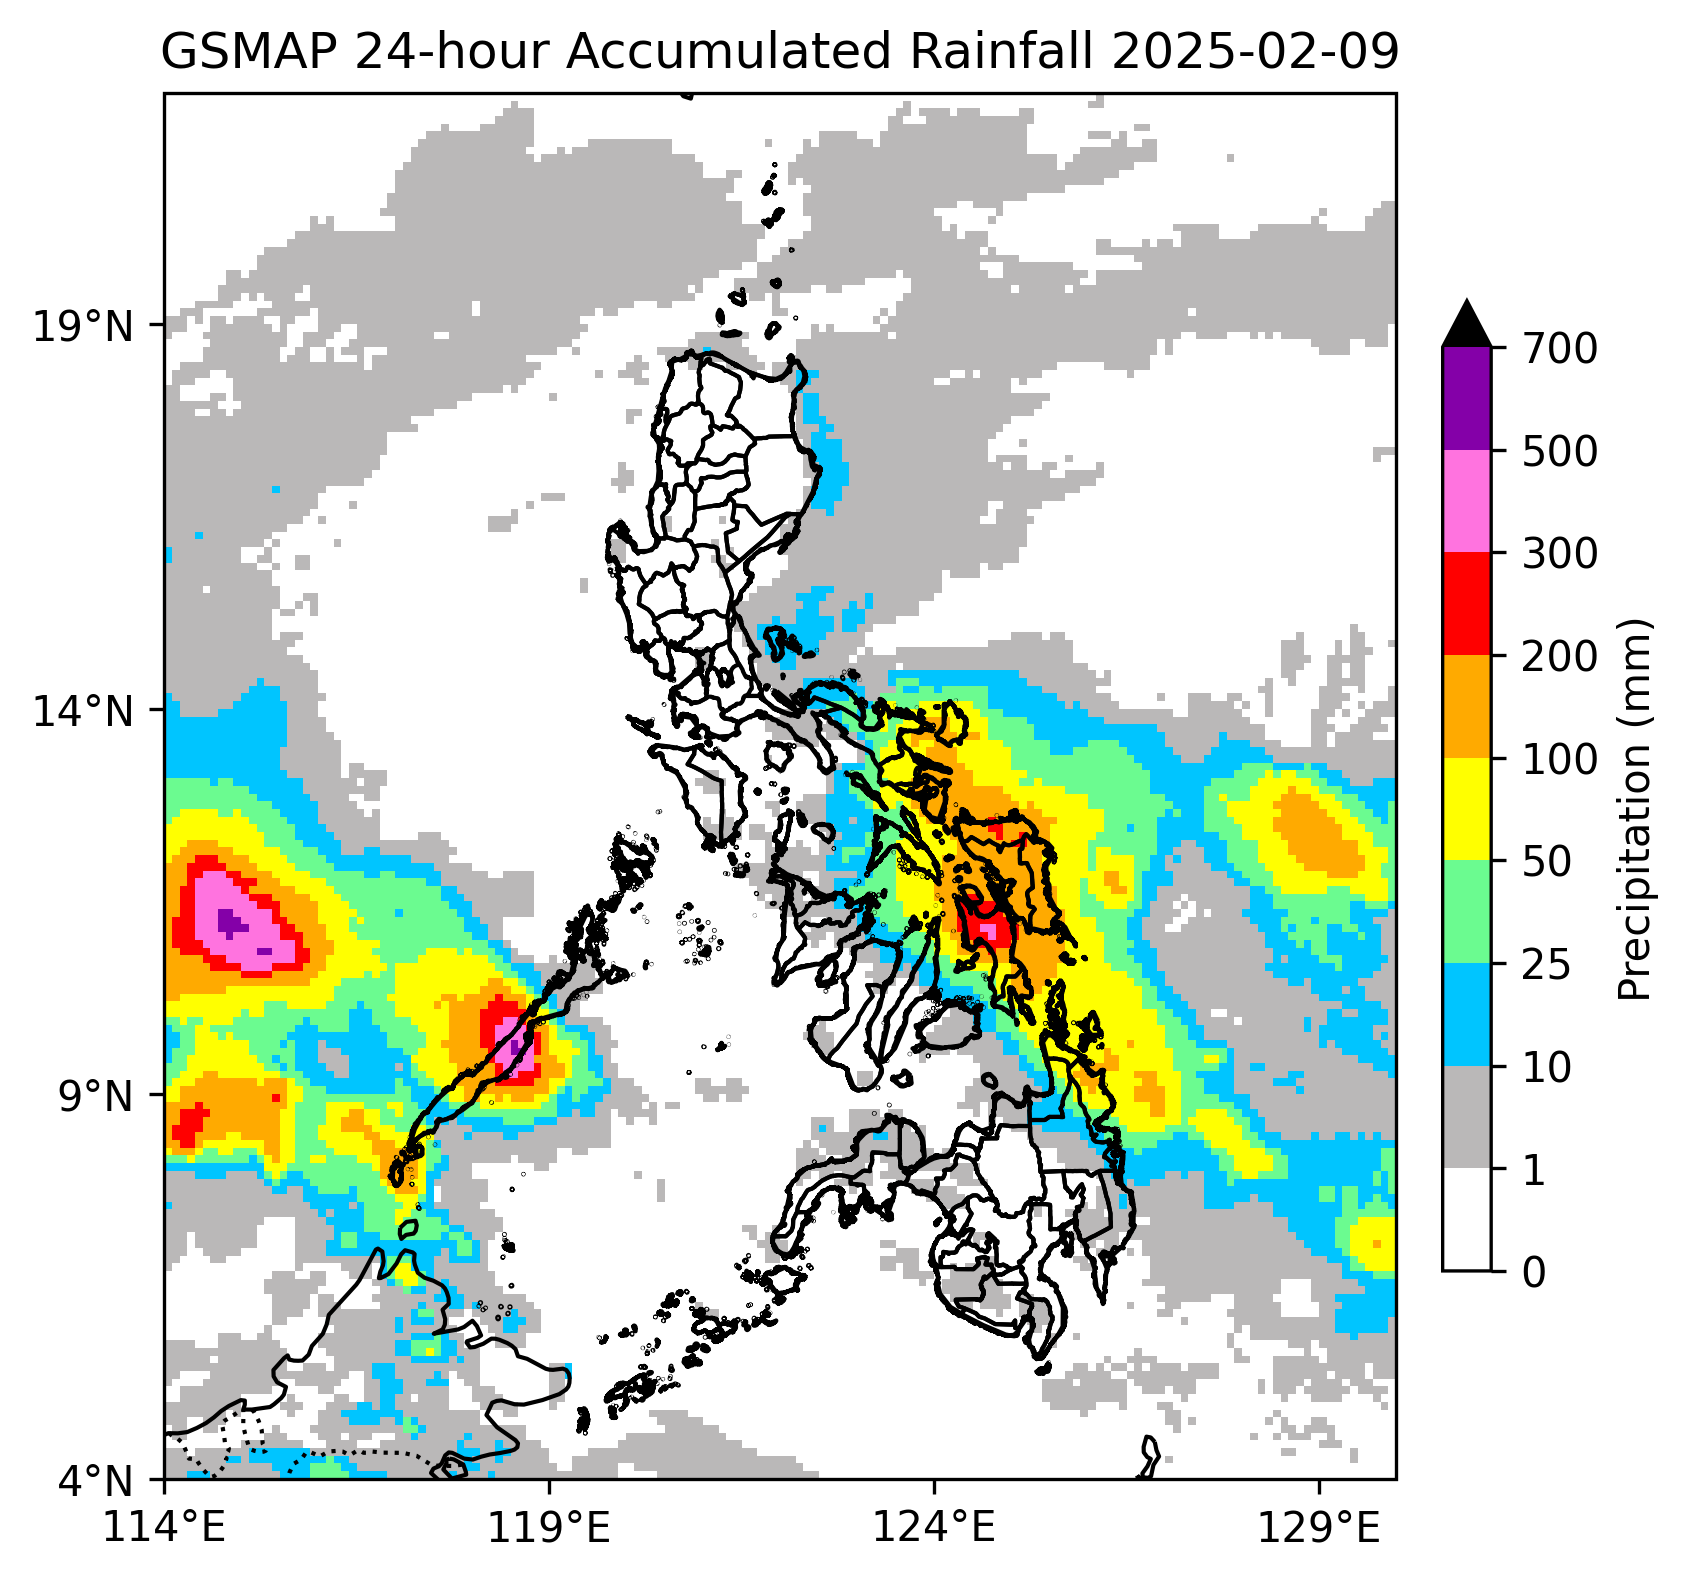 GSMAP 24-hour Accumulated Rainfall 2025-02-09
19°N
14°N
9°N
4°N
114°E
119°E
124°E
129°E
700
500
300
200
100
50
25
10
1
0
Precipitation (mm)